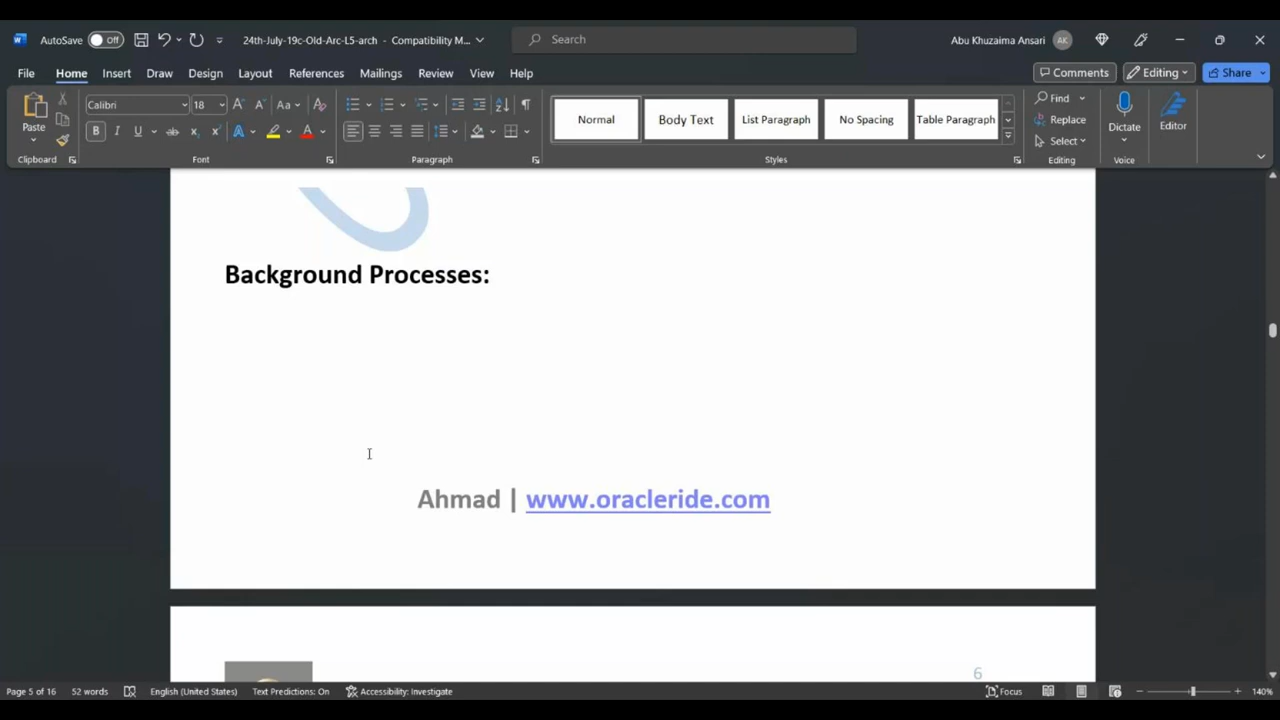 AutoSave Off 24th-July-19c-Old-Arc-L5-arch - Compatibility M... Search Abu Khuzaima Ansari AK
File Home Insert Draw Design Layout References Mailings Review View Help Comments Editing Share
Paste Calibri 18 Aa Normal Body Text List Paragraph No Spacing Table Paragraph Find Replace Select Dictate Editor
B I U ab x A A
Clipboard Font Paragraph Styles Editing Voice
Background Processes:
Ahmad | www.oracleride.com
6
Page 5 of 16 52 words English (United States) Text Predictions: On Accessibility: Investigate Focus 140%